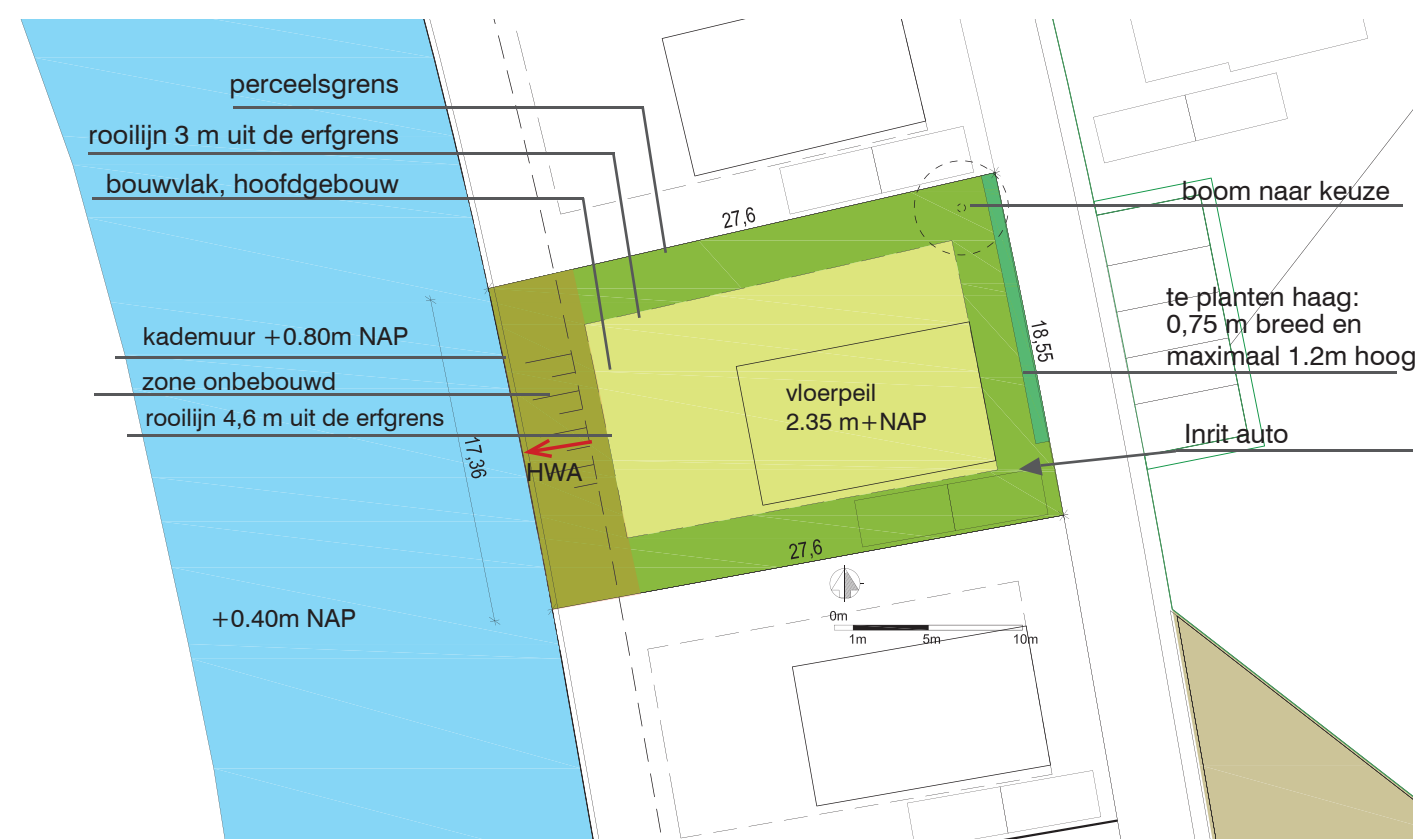 perceelsgrens
rooilijn 3 m uit de erfgrens
bouwvlak, hoofdgebouw
27,6
boom naar keuze
te planten haag:
0,75 m breed en
maximaal 1.2m hoog
18,55
kademuur +0.80m NAP
zone onbebouwd
rooilijn 4,6 m uit de erfgrens
vloerpeil
2.35 m+NAP
Inrit auto
17,36
HWA
27,6
+0.40m NAP
0m
1m 5m 10m